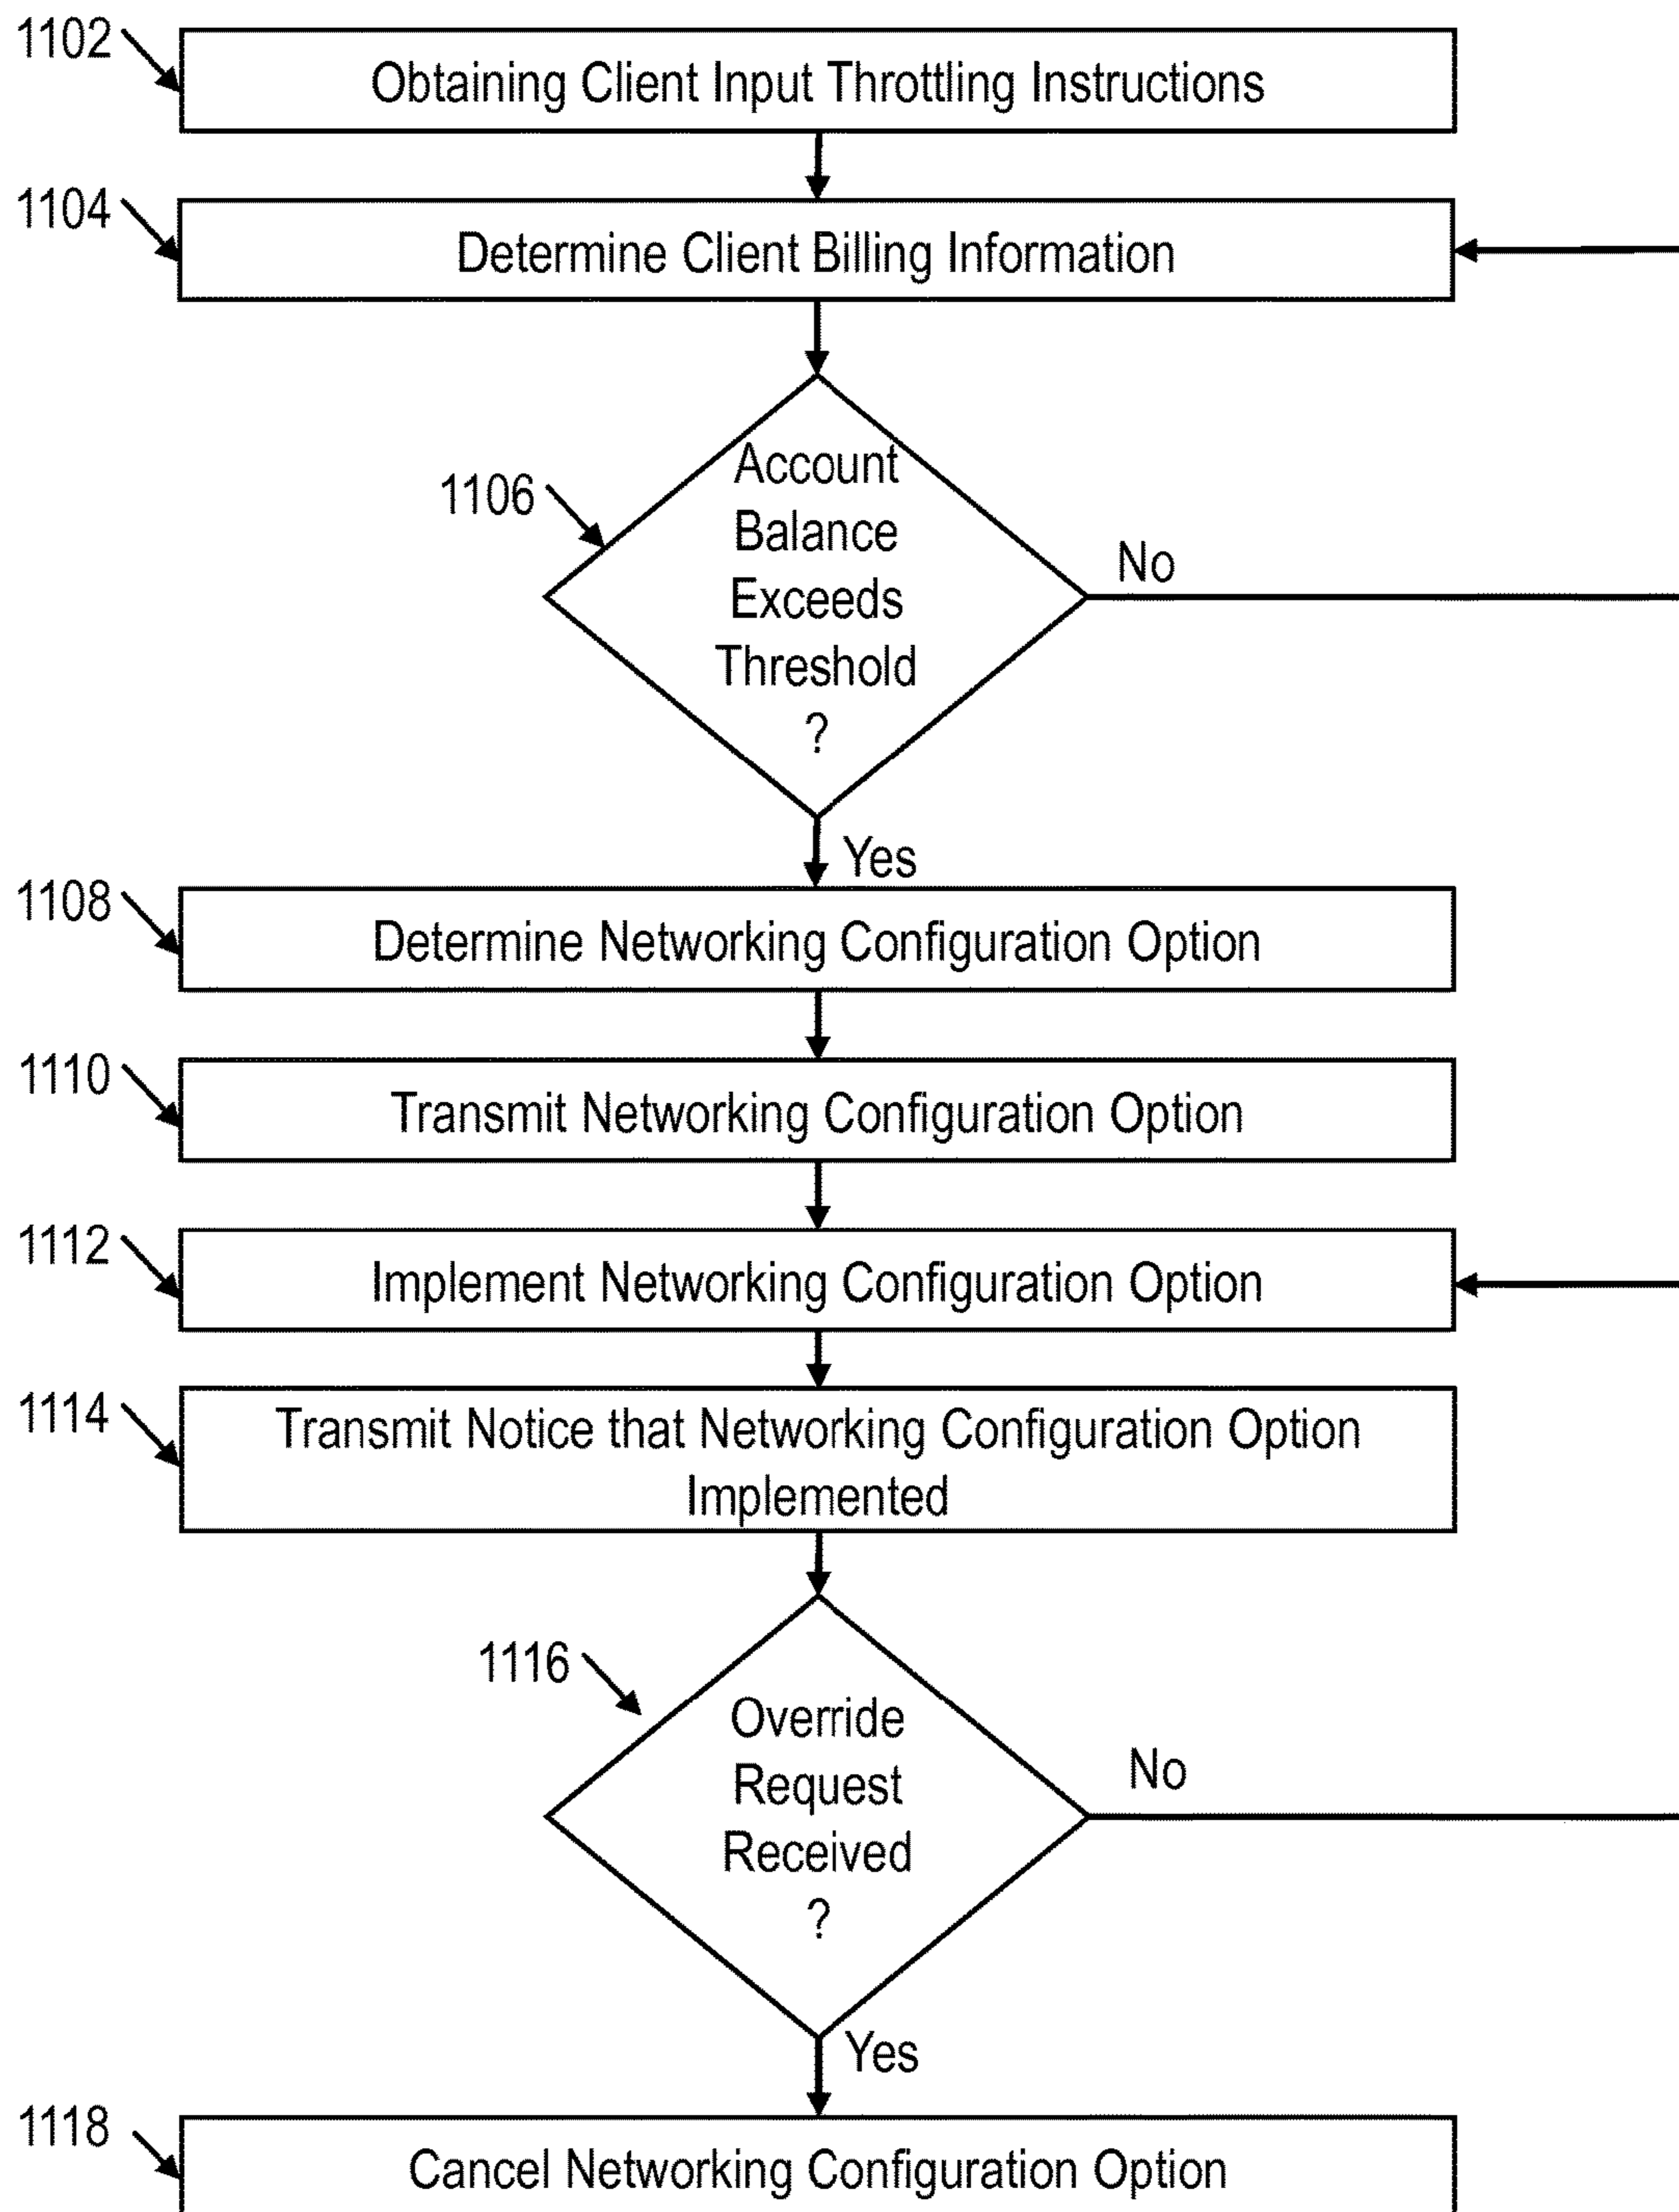 1102
Obtaining Client Input Throttling Instructions
1104
Determine Client Billing Information
1106
Account
Balance
Exceeds
Threshold
?
No
Yes
1108
Determine Networking Configuration Option
1110
Transmit Networking Configuration Option
1112
Implement Networking Configuration Option
1114
Transmit Notice that Networking Configuration Option
Implemented
1116
Override
Request
Received
?
No
Yes
1118
Cancel Networking Configuration Option